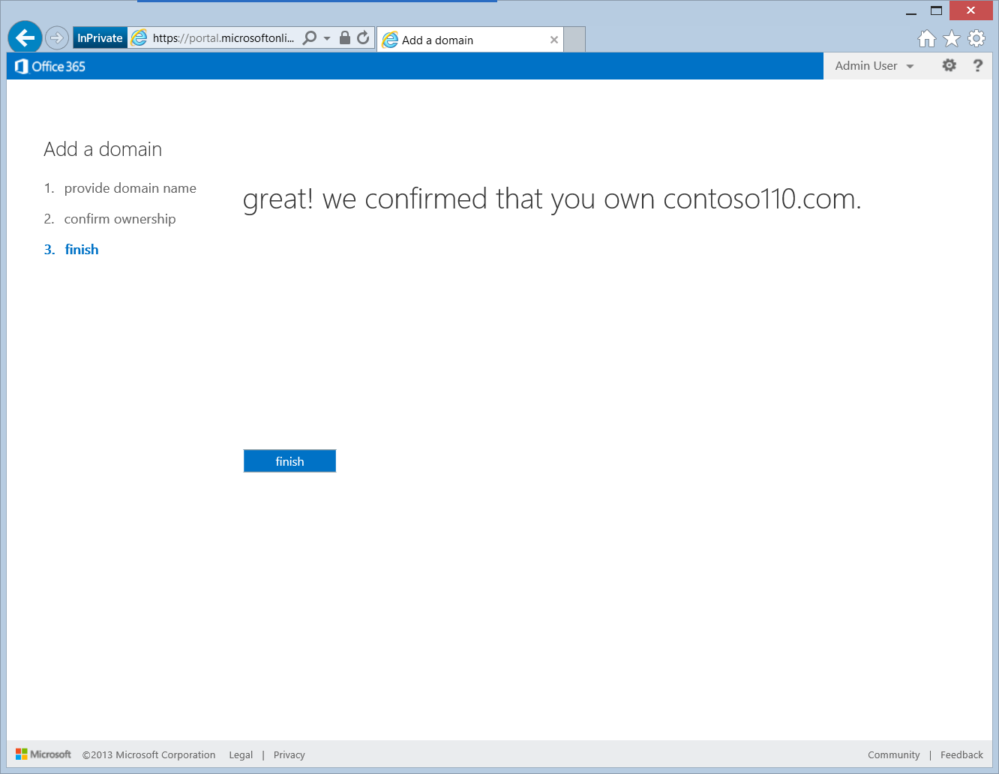 InPrivate
https://portal.microsoftonli...
Add a domain
Office 365
Admin User
?
Add a domain
1. provide domain name
2. confirm ownership
3. finish
great! we confirmed that you own contoso110.com.
finish
Microsoft ©2013 Microsoft Corporation Legal | Privacy
Community | Feedback